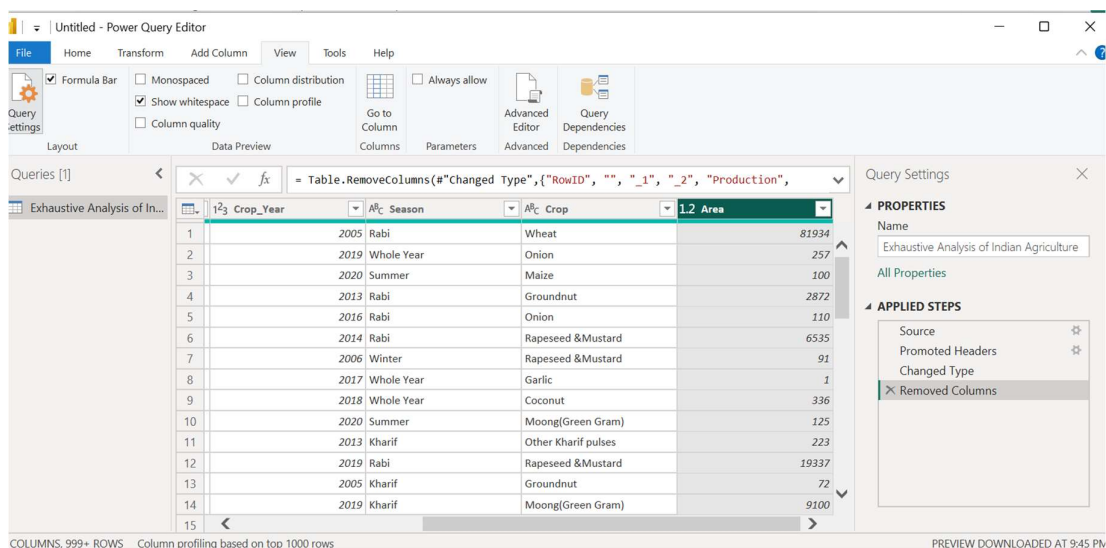 Untitled - Power Query Editor
File Home Transform Add Column View Tools Help
Formula Bar Monospaced Column distribution Always allow
Show whitespace Column profile
Column quality
Query Settings
Go to Column
Advanced Editor
Query Dependencies
Layout Data Preview Columns Parameters Advanced Dependencies
Queries [1]
Exhaustive Analysis of In...
fx = Table.RemoveColumns(#"Changed Type",{"RowID", "", "_1", "_2", "Production",
1²3 Crop_Year ABC Season ABC Crop 1.2 Area
1 2005 Rabi Wheat 81934
2 2019 Whole Year Onion 257
3 2020 Summer Maize 100
4 2013 Rabi Groundnut 2872
5 2016 Rabi Onion 110
6 2014 Rabi Rapeseed &Mustard 6535
7 2006 Winter Rapeseed &Mustard 91
8 2017 Whole Year Garlic 1
9 2018 Whole Year Coconut 336
10 2020 Summer Moong(Green Gram) 125
11 2013 Kharif Other Kharif pulses 223
12 2019 Rabi Rapeseed &Mustard 19337
13 2005 Kharif Groundnut 72
14 2019 Kharif Moong(Green Gram) 9100
15
Query Settings
PROPERTIES
Name
Exhaustive Analysis of Indian Agriculture
All Properties
APPLIED STEPS
Source
Promoted Headers
Changed Type
Removed Columns
COLUMNS, 999+ ROWS Column profiling based on top 1000 rows PREVIEW DOWNLOADED AT 9:45 PM